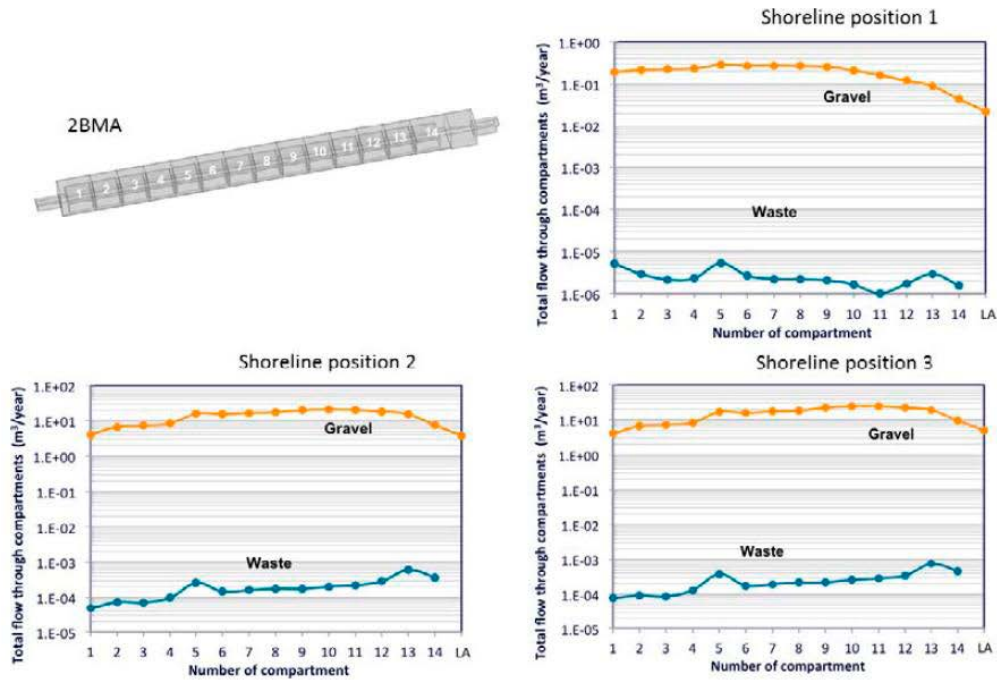 2BMA
1 2 3 4 5 6 7 8 9 10 11 12 13 14
Shoreline position 1
Total flow through compartments (m³/year)
1.E+00
1.E-01
1.E-02
1.E-03
1.E-04
1.E-05
1.E-06
Gravel
Waste
1 2 3 4 5 6 7 8 9 10 11 12 13 14 LA
Number of compartment
Shoreline position 2
Total flow through compartments (m³/year)
1.E+02
1.E+01
1.E+00
1.E-01
1.E-02
1.E-03
1.E-04
1.E-05
Gravel
Waste
1 2 3 4 5 6 7 8 9 10 11 12 13 14 LA
Number of compartment
Shoreline position 3
Total flow through compartments (m³/year)
1.E+02
1.E+01
1.E+00
1.E-01
1.E-02
1.E-03
1.E-04
1.E-05
Gravel
Waste
1 2 3 4 5 6 7 8 9 10 11 12 13 14 LA
Number of compartment